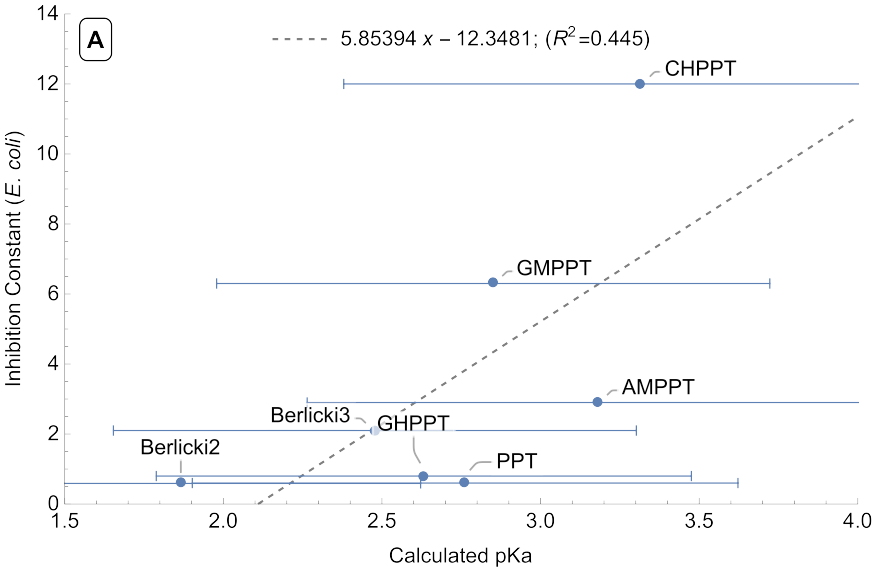 A
5.85394 x – 12.3481; (R²=0.445)
14
12
10
8
6
4
2
0
Inhibition Constant (E. coli)
CHPPT
GMPPT
AMPPT
Berlicki3
GHPPT
Berlicki2
PPT
1.5 2.0 2.5 3.0 3.5 4.0
Calculated pKa